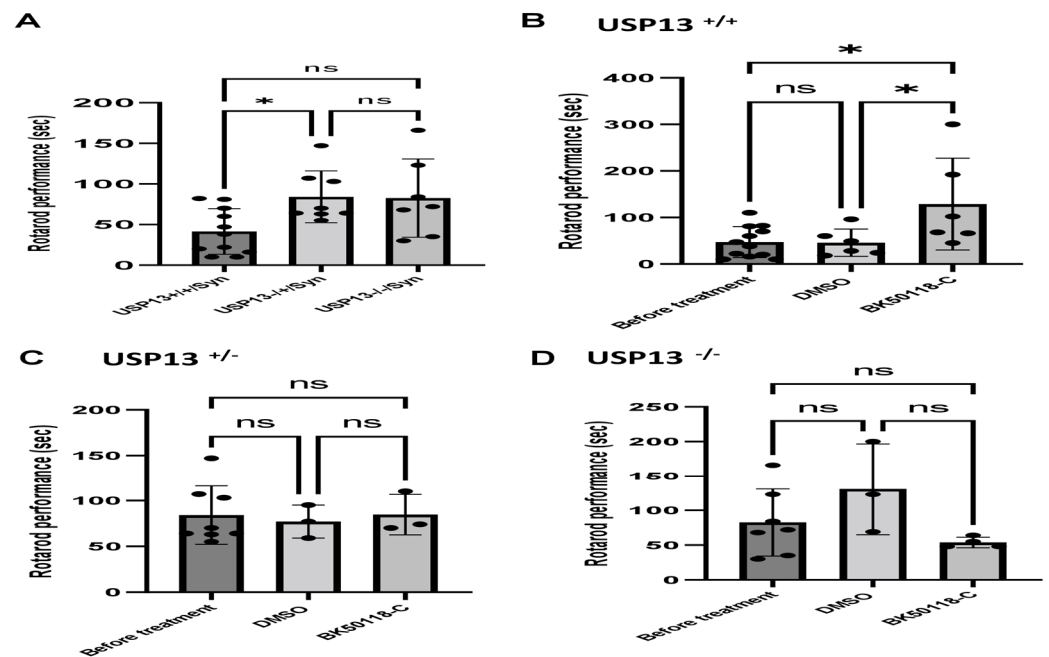 A
ns
* ns
Rotarod performance (sec)
200
150
100
50
0
USP13+/+/Syn
USP13-/+/Syn
USP13-/-/Syn
B USP13 +/+
*
ns *
Rotarod performance (sec)
400
300
200
100
0
Before treatment
DMSO
BK50118-C
C USP13 +/-
ns
ns ns
Rotarod performance (sec)
200
150
100
50
0
Before treatment
DMSO
BK50118-C
D USP13 -/-
ns
ns ns
Rotarod performance (sec)
250
200
150
100
50
0
Before treatment
DMSO
BK50118-C